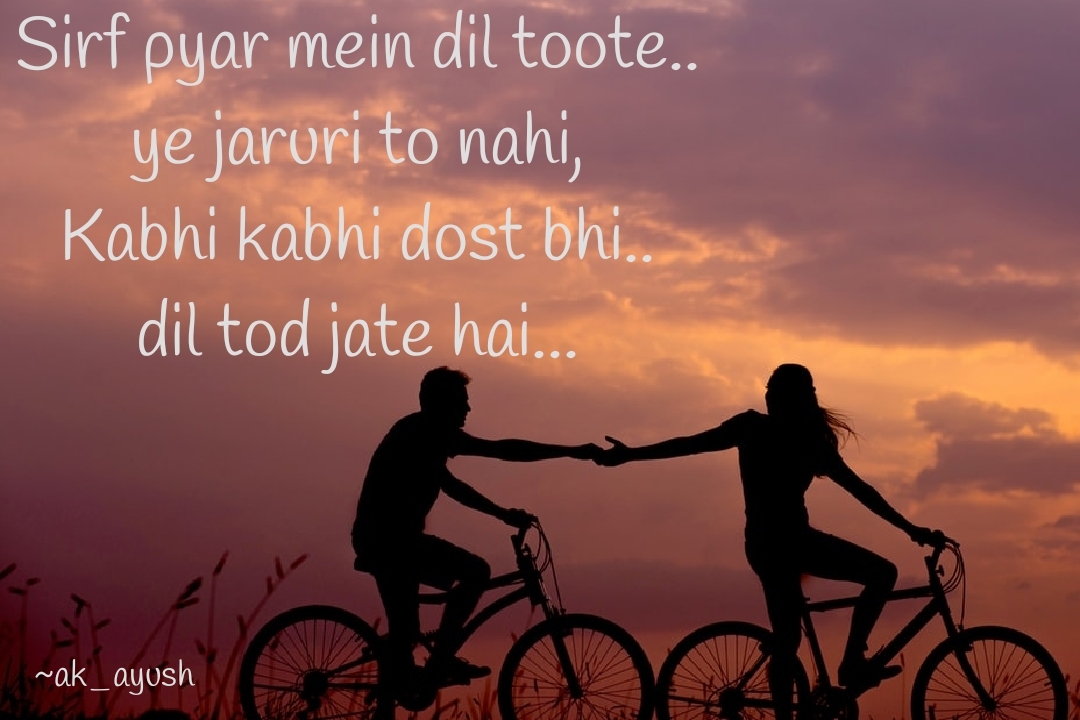 Sirf pyar mein dil toote..
ye jaruri to nahi,
Kabhi kabhi dost bhi..
dil tod jate hai...
~ak_ayush